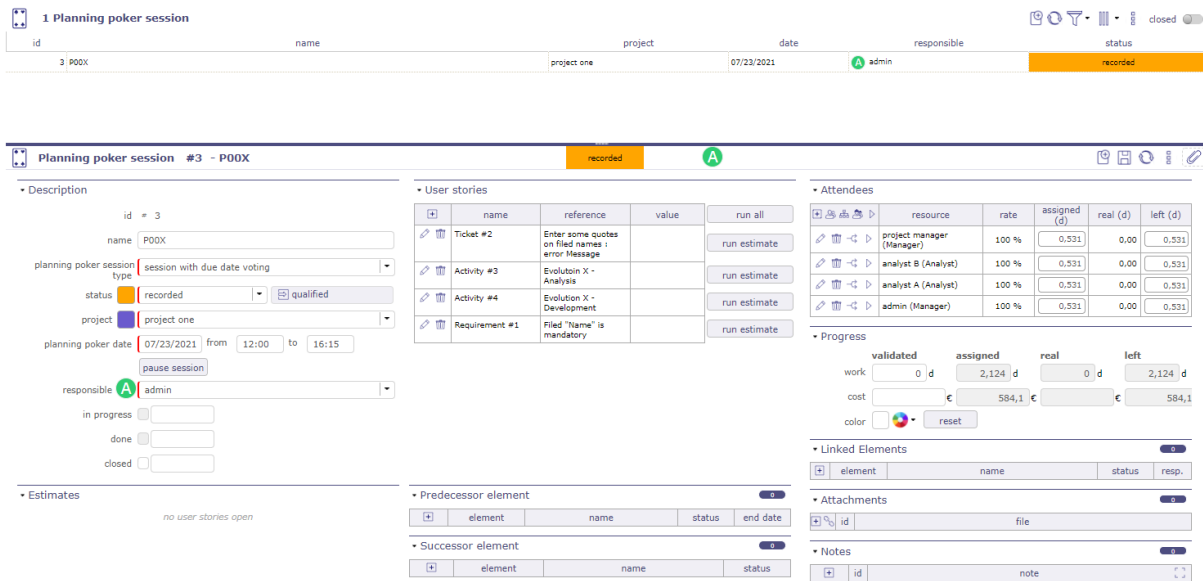 1 Planning poker session
closed
id name project date responsible status
3 P00X project one 07/23/2021 A admin recorded
Planning poker session #3 - P00X recorded A
Description
id # 3
name P00X
planning poker session type session with due date voting
status recorded qualified
project project one
planning poker date 07/23/2021 from 12:00 to 16:15
pause session
responsible A admin
in progress
done
closed
Estimates
no user stories open
User stories
name reference value run all
Ticket #2 Enter some quotes on filed names : error Message run estimate
Activity #3 Evolutoin X - Analysis run estimate
Activity #4 Evolution X - Development run estimate
Requirement #1 Filed "Name" is mandatory run estimate
Predecessor element 0
element name status end date
Successor element 0
element name status
Attendees
resource rate assigned (d) real (d) left (d)
project manager (Manager) 100 % 0,531 0,00 0,531
analyst B (Analyst) 100 % 0,531 0,00 0,531
analyst A (Analyst) 100 % 0,531 0,00 0,531
admin (Manager) 100 % 0,531 0,00 0,531
Progress
validated assigned real left
work 0 d 2,124 d 0 d 2,124 d
cost € 584,1 € € 584,1
color reset
Linked Elements 0
element name status resp.
Attachments 0
id file
Notes 0
id note